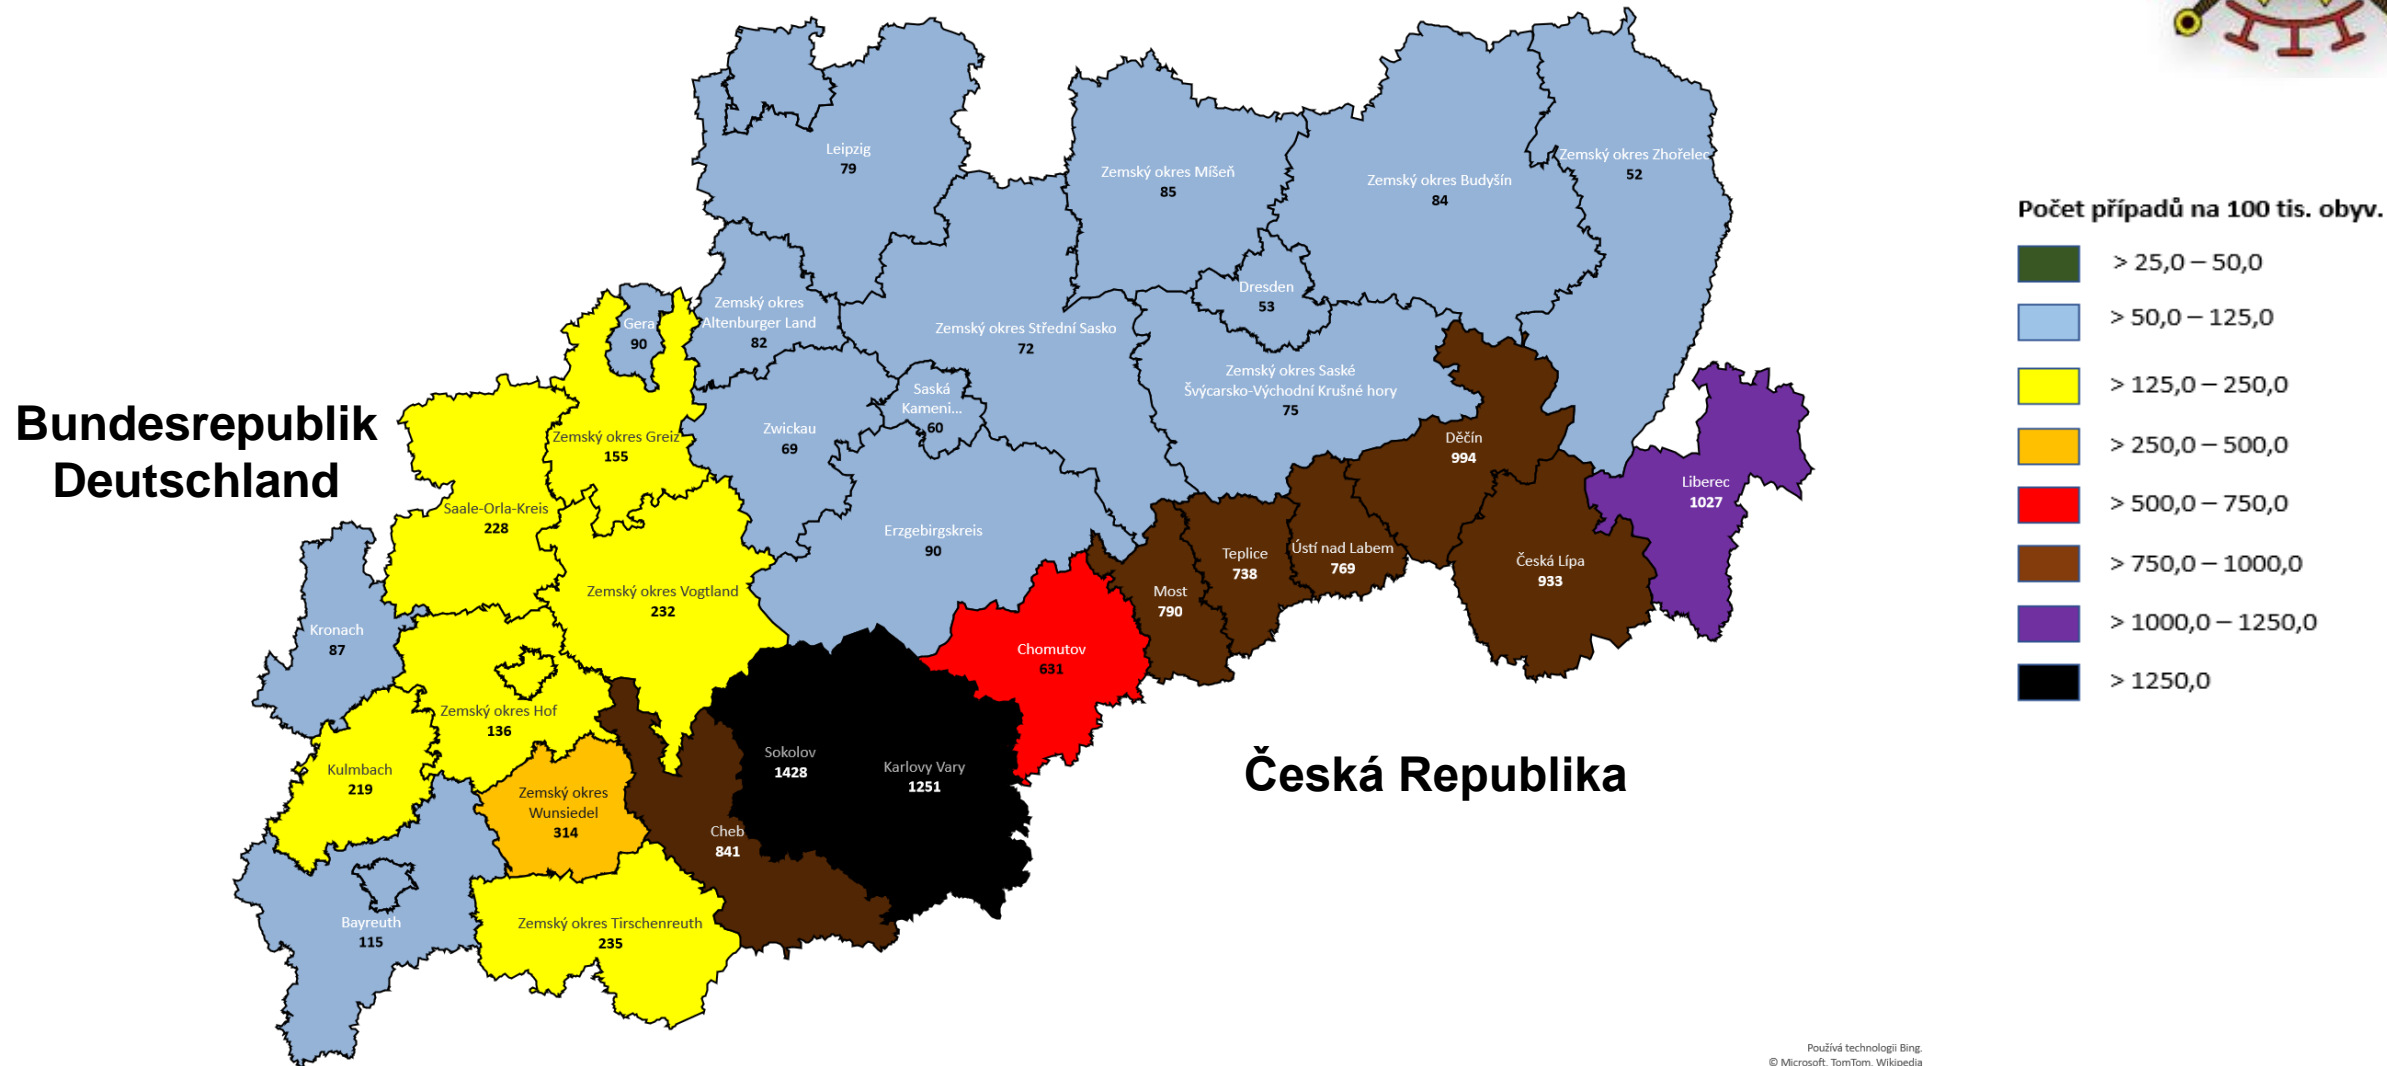 Leipzig
79
Zemský okres Míšeň
85
Zemský okres Budyšín
84
Zemský okres Zhořelec
52
Počet případů na 100 tis. obyv.
> 25,0 – 50,0
> 50,0 – 125,0
> 125,0 – 250,0
> 250,0 – 500,0
> 500,0 – 750,0
> 750,0 – 1000,0
> 1000,0 – 1250,0
> 1250,0
Dresden
53
Gera
90
Zemský okres
Altenburger Land
82
Zemský okres Střední Sasko
72
Zemský okres Saské
Švýcarsko-Východní Krušné hory
75
Saská
Kameni...
60
Bundesrepublik
Deutschland
Zemský okres Greiz
155
Zwickau
69
Děčín
994
Liberec
1027
Saale-Orla-Kreis
228
Erzgebirgskreis
90
Teplice
738
Ústí nad Labem
769
Česká Lípa
933
Most
790
Zemský okres Vogtland
232
Kronach
87
Chomutov
631
Zemský okres Hof
136
Sokolov
1428
Karlovy Vary
1251
Česká Republika
Kulmbach
219
Zemský okres
Wunsiedel
314
Cheb
841
Bayreuth
115
Zemský okres Tirschenreuth
235
Používá technologii Bing.
© Microsoft, TomTom, Wikipedia